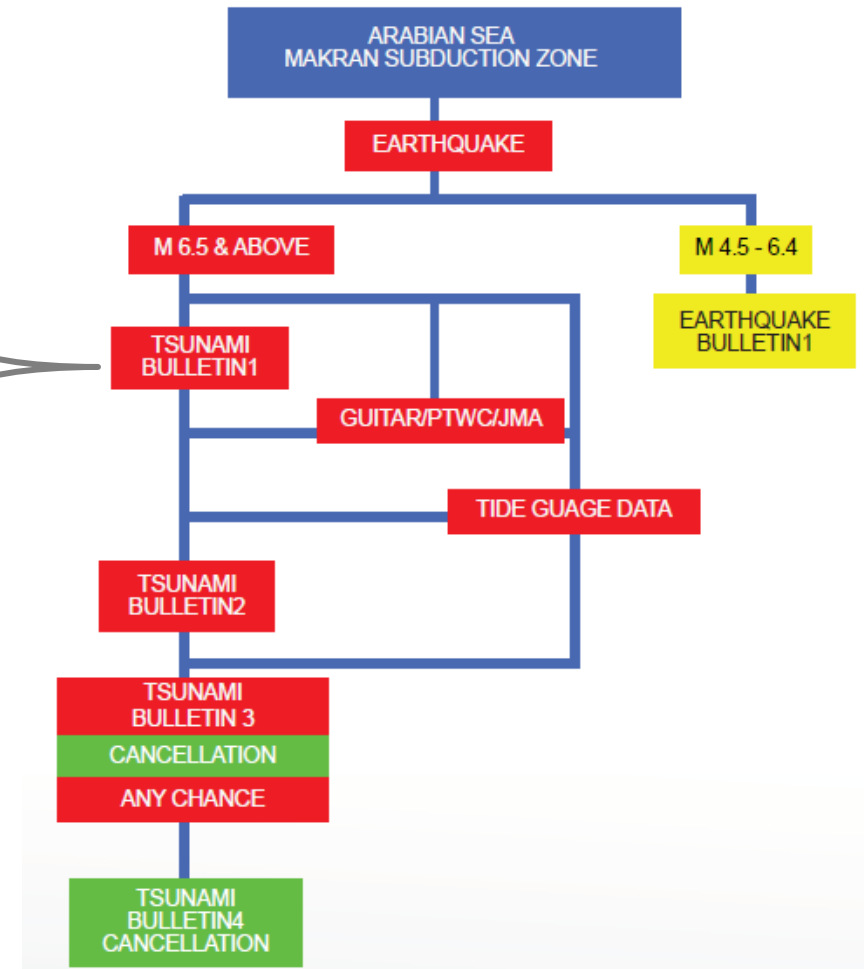 ARABIAN SEA
MAKRAN SUBDUCTION ZONE
EARTHQUAKE
M 6.5 & ABOVE
M 4.5 - 6.4
TSUNAMI
BULLETIN1
EARTHQUAKE
BULLETIN1
GUITAR/PTWC/JMA
TIDE GUAGE DATA
TSUNAMI
BULLETIN2
TSUNAMI
BULLETIN 3
CANCELLATION
ANY CHANCE
TSUNAMI
BULLETIN4
CANCELLATION